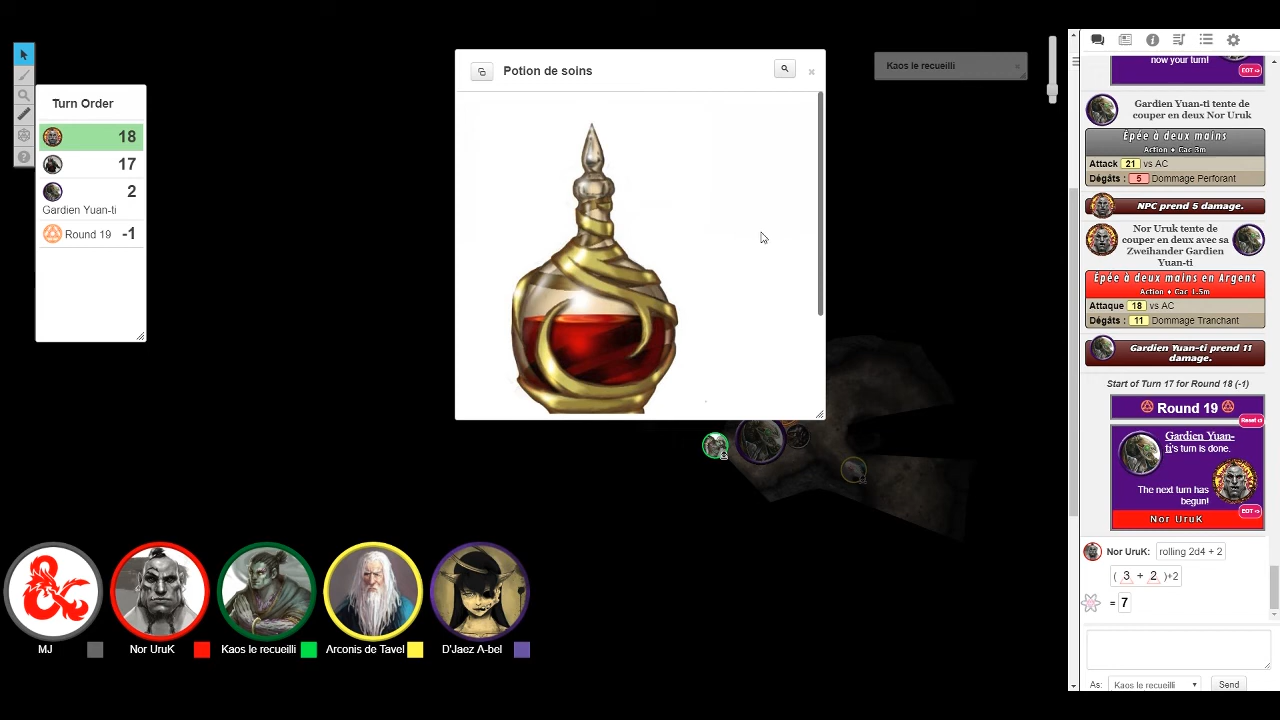 Turn Order
18
17
2
Gardien Yuan-ti
Round 19 -1
Potion de soins
Kaos le recueilli
now your turn!
EOT
Gardien Yuan-ti tente de
couper en deux Nor Uruk
Épée à deux mains
Action ♦ Cac 3m
Attack 21 vs AC
Dégâts : 5 Dommage Perforant
NPC prend 5 damage.
Nor Uruk tente de
couper en deux avec sa
Zweihander Gardien
Yuan-ti
Épée à deux mains en Argent
Action ♦ Cac 1.5m
Attaque 18 vs AC
Dégâts : 11 Dommage Tranchant
Gardien Yuan-ti prend 11
damage.
Start of Turn 17 for Round 18 (-1)
Round 19
Reset
Gardien Yuan-
ti's turn is done.
The next turn has
begun!
EOT
Nor UruK
Nor UruK: rolling 2d4 + 2
( 3 + 2 )+2
= 7
As: Kaos le recueilli Send
MJ
Nor UruK
Kaos le recueilli
Arconis de Tavel
D'Jaez A-bel